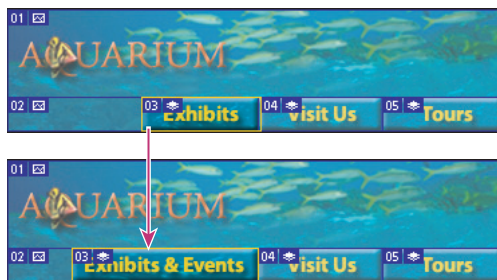 01
AQUARIUM
02 03 Exhibits 04 Visit Us 05 Tours
01
AQUARIUM
02 03 Exhibits & Events 04 Visit Us 05 Tours